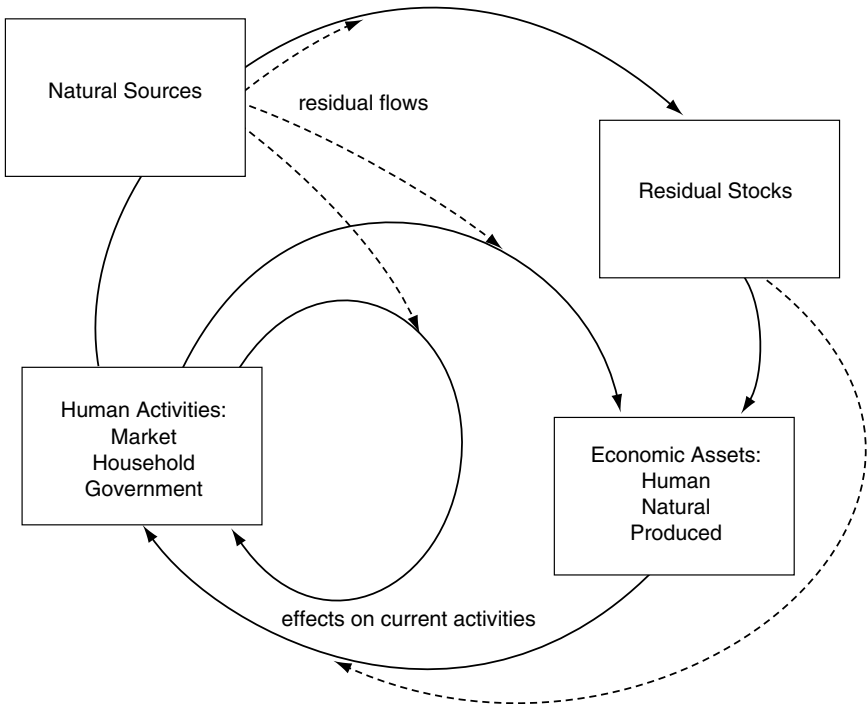 Natural Sources
residual flows
Residual Stocks
Human Activities:
Market
Household
Government
Economic Assets:
Human
Natural
Produced
effects on current activities